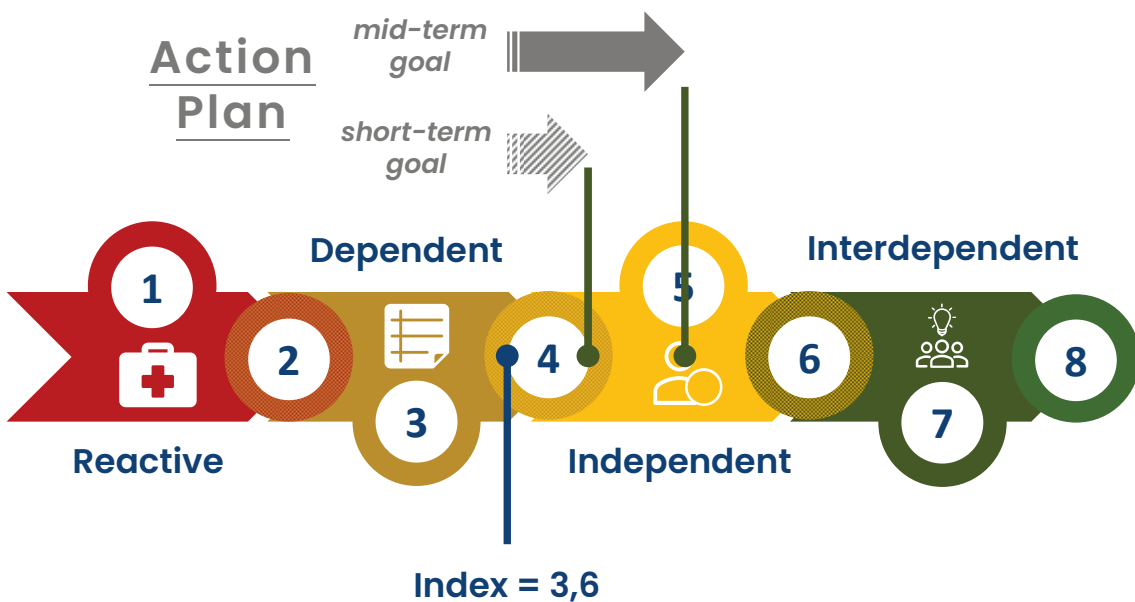 Action
Plan
mid-term
goal
short-term
goal
Dependent
Interdependent
1
2
3
4
5
6
7
8
Reactive
Independent
Index = 3,6